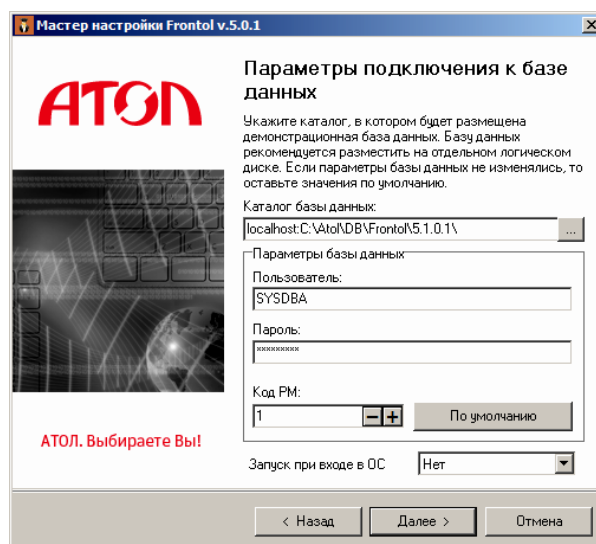 Мастер настройки Frontol v.5.0.1
АТОЛ
Параметры подключения к базе
данных
Укажите каталог, в котором будет размещена
демонстрационная база данных. Базу данных
рекомендуется разместить на отдельном логическом
диске. Если параметры базы данных не изменялись, то
оставьте значения по умолчанию.
Каталог базы данных:
localhost:C:\Atol\DB\Frontol\5.1.0.1\
...
Параметры базы данных
Пользователь:
SYSDBA
Пароль:
*********
Код РМ:
1
По умолчанию
АТОЛ. Выбираете Вы!
Запуск при входе в ОС
Нет
< Назад
Далее >
Отмена